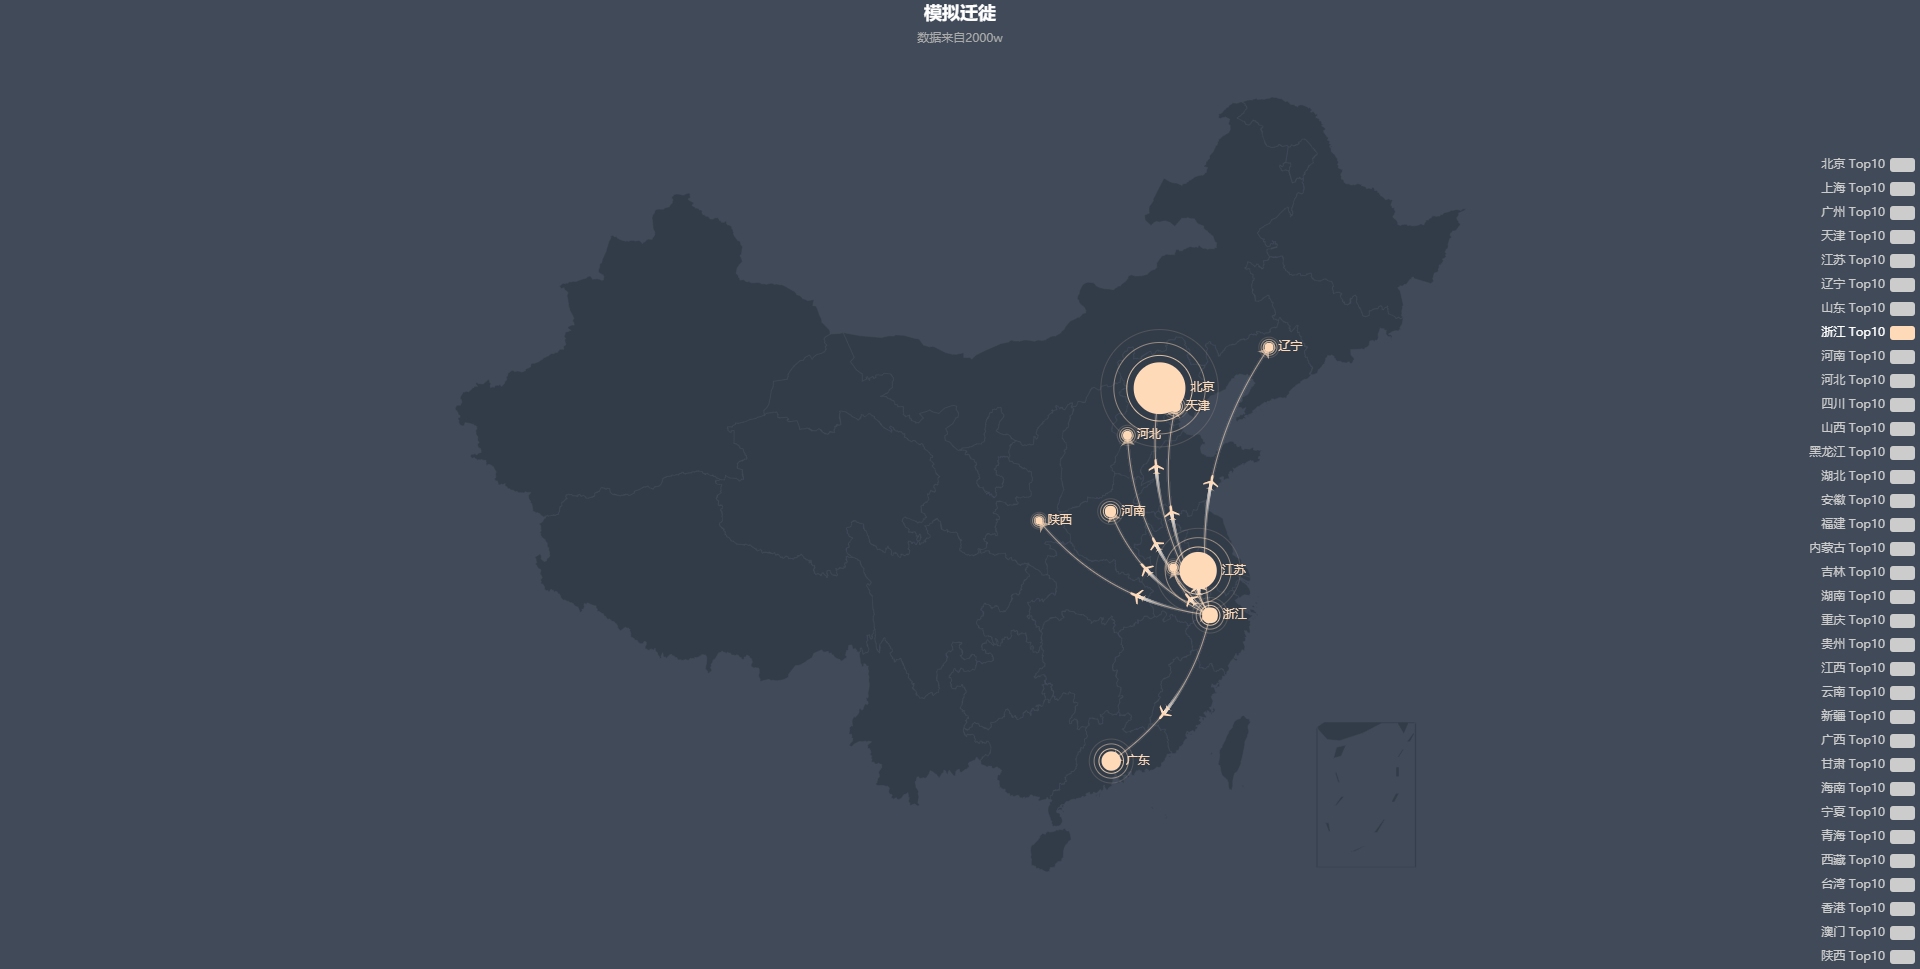 模拟迁徙
数据来自2000w
辽宁
北京
天津
河北
河南
陕西
江苏
浙江
广东
北京 Top10
上海 Top10
广州 Top10
天津 Top10
江苏 Top10
辽宁 Top10
山东 Top10
浙江 Top10
河南 Top10
河北 Top10
四川 Top10
山西 Top10
黑龙江 Top10
湖北 Top10
安徽 Top10
福建 Top10
内蒙古 Top10
吉林 Top10
湖南 Top10
重庆 Top10
贵州 Top10
江西 Top10
云南 Top10
新疆 Top10
广西 Top10
甘肃 Top10
海南 Top10
宁夏 Top10
青海 Top10
西藏 Top10
台湾 Top10
香港 Top10
澳门 Top10
陕西 Top10